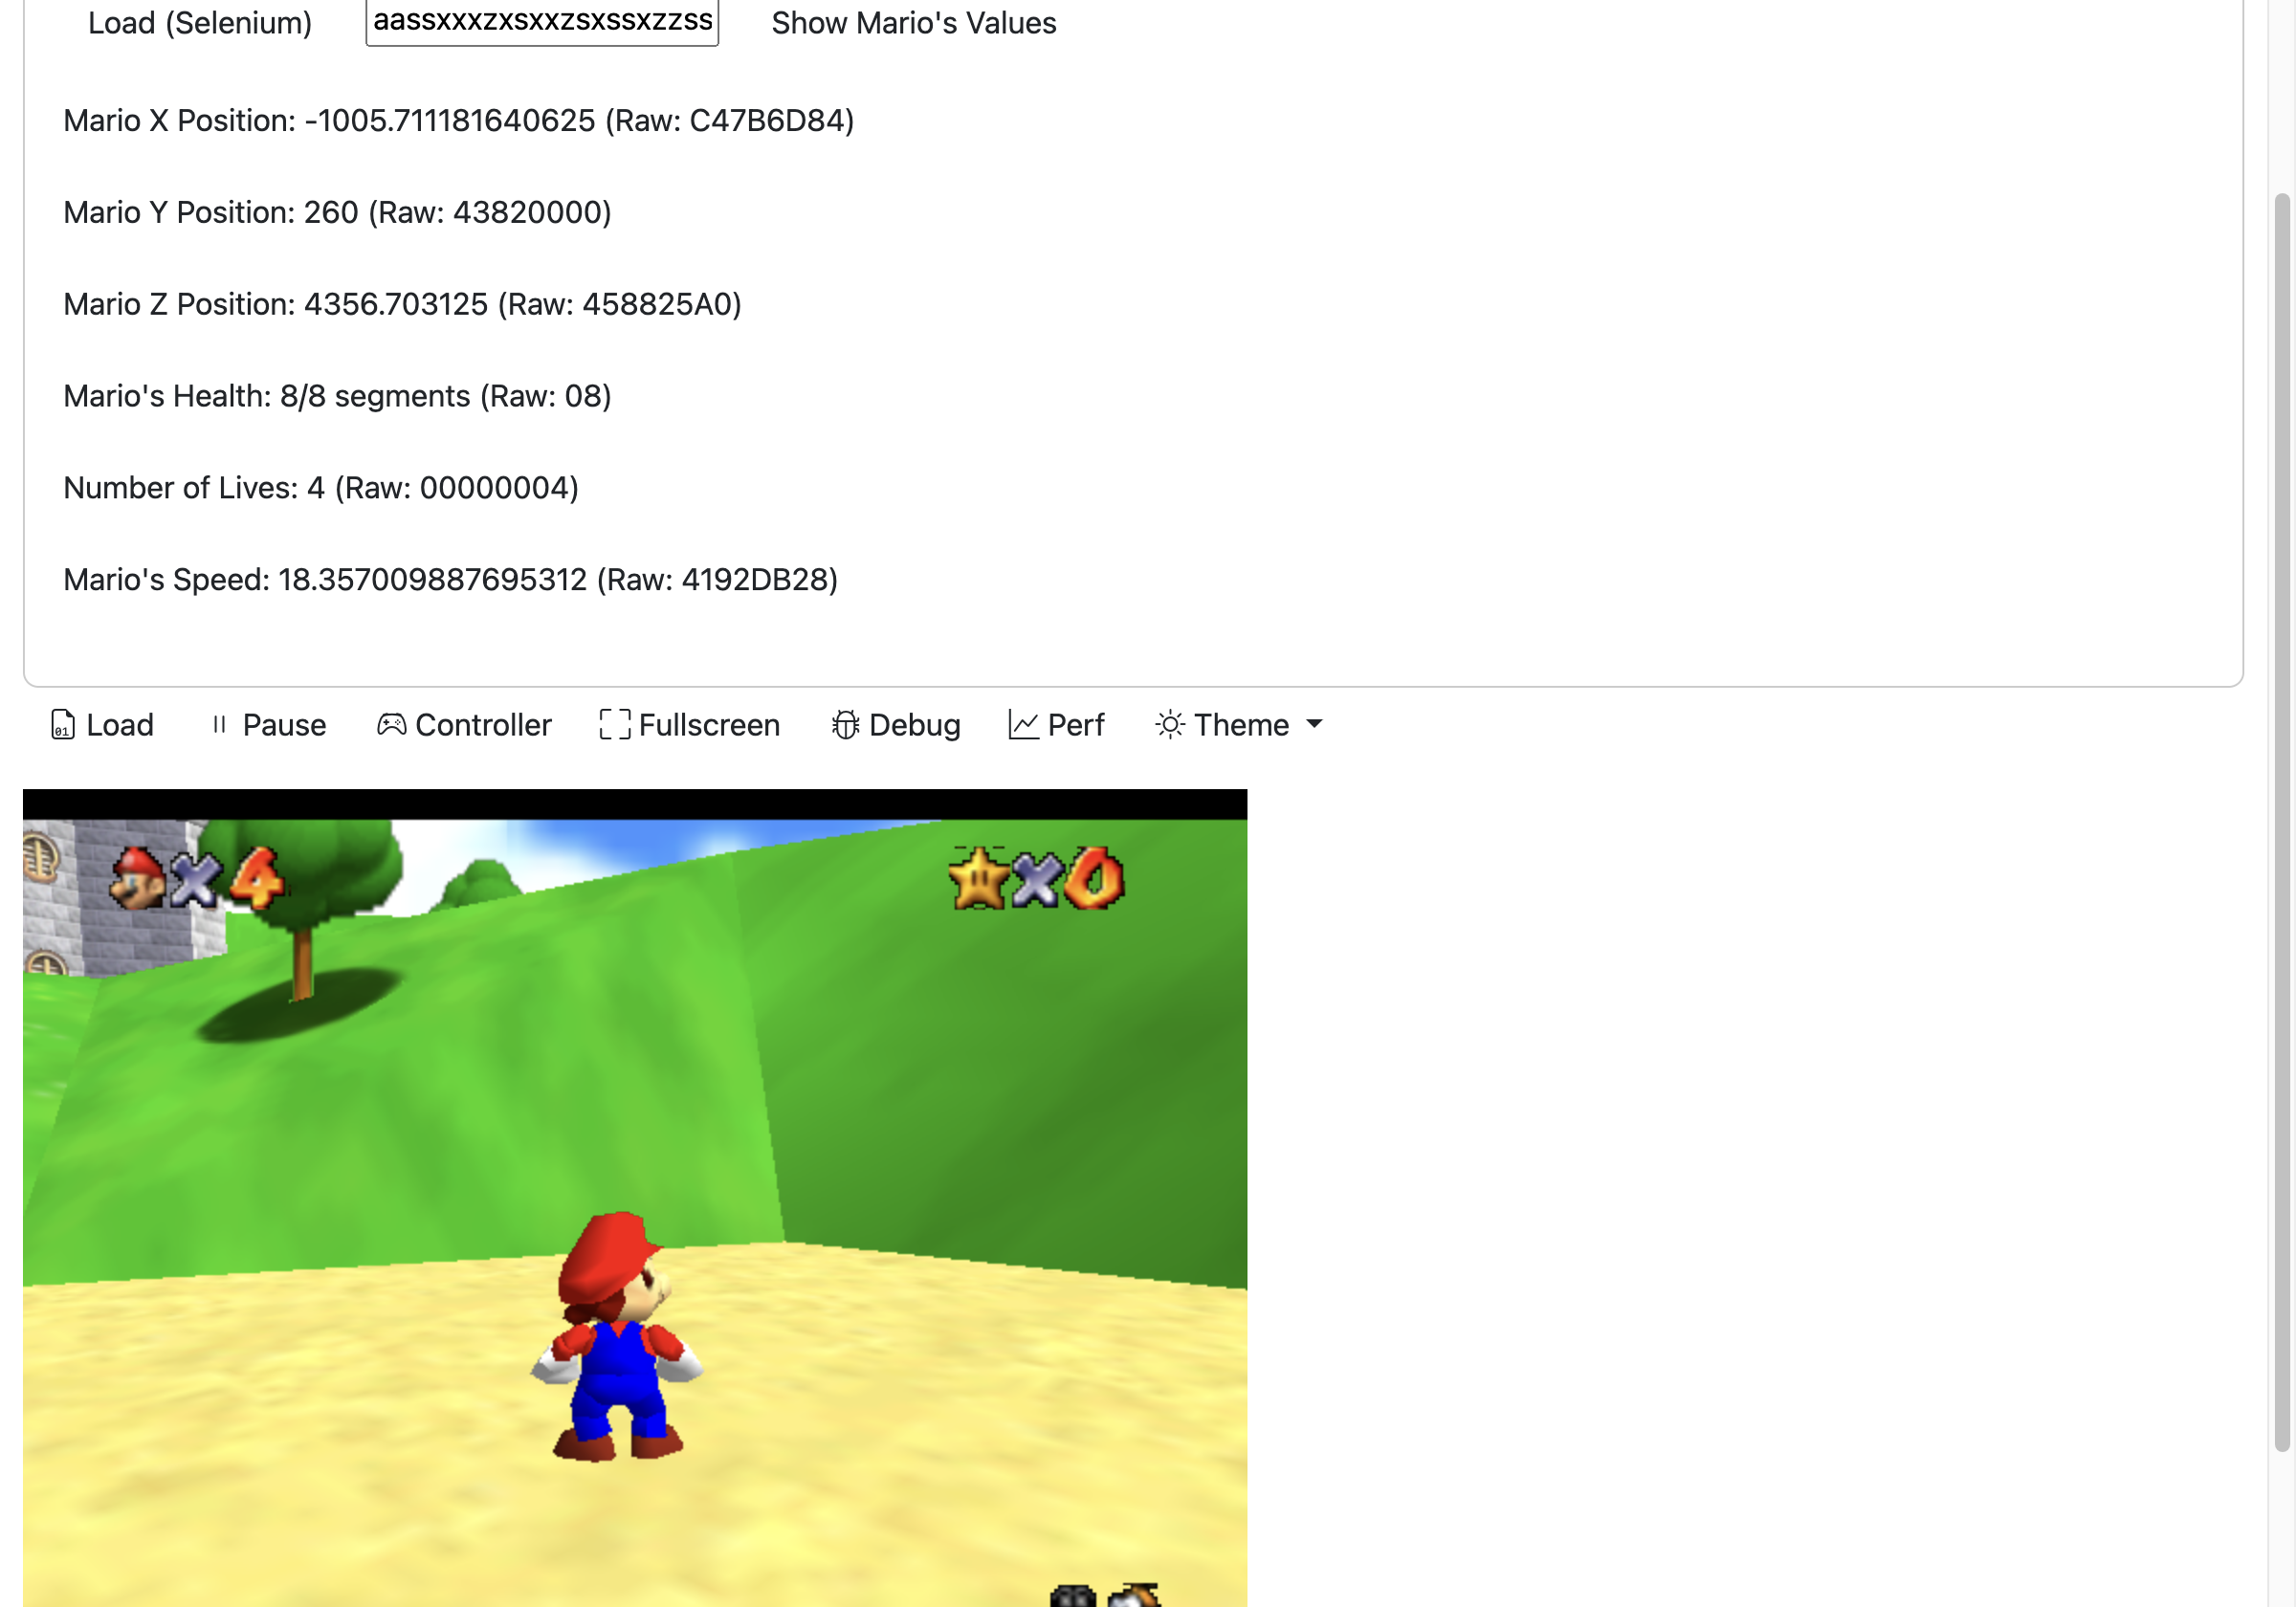 Load (Selenium) aassxxxzxsxxzsxssxzzss Show Mario's Values
Mario X Position: -1005.711181640625 (Raw: C47B6D84)
Mario Y Position: 260 (Raw: 43820000)
Mario Z Position: 4356.703125 (Raw: 458825A0)
Mario's Health: 8/8 segments (Raw: 08)
Number of Lives: 4 (Raw: 00000004)
Mario's Speed: 18.357009887695312 (Raw: 4192DB28)
01 Load Pause Controller Fullscreen Debug Perf Theme
×4 ×0